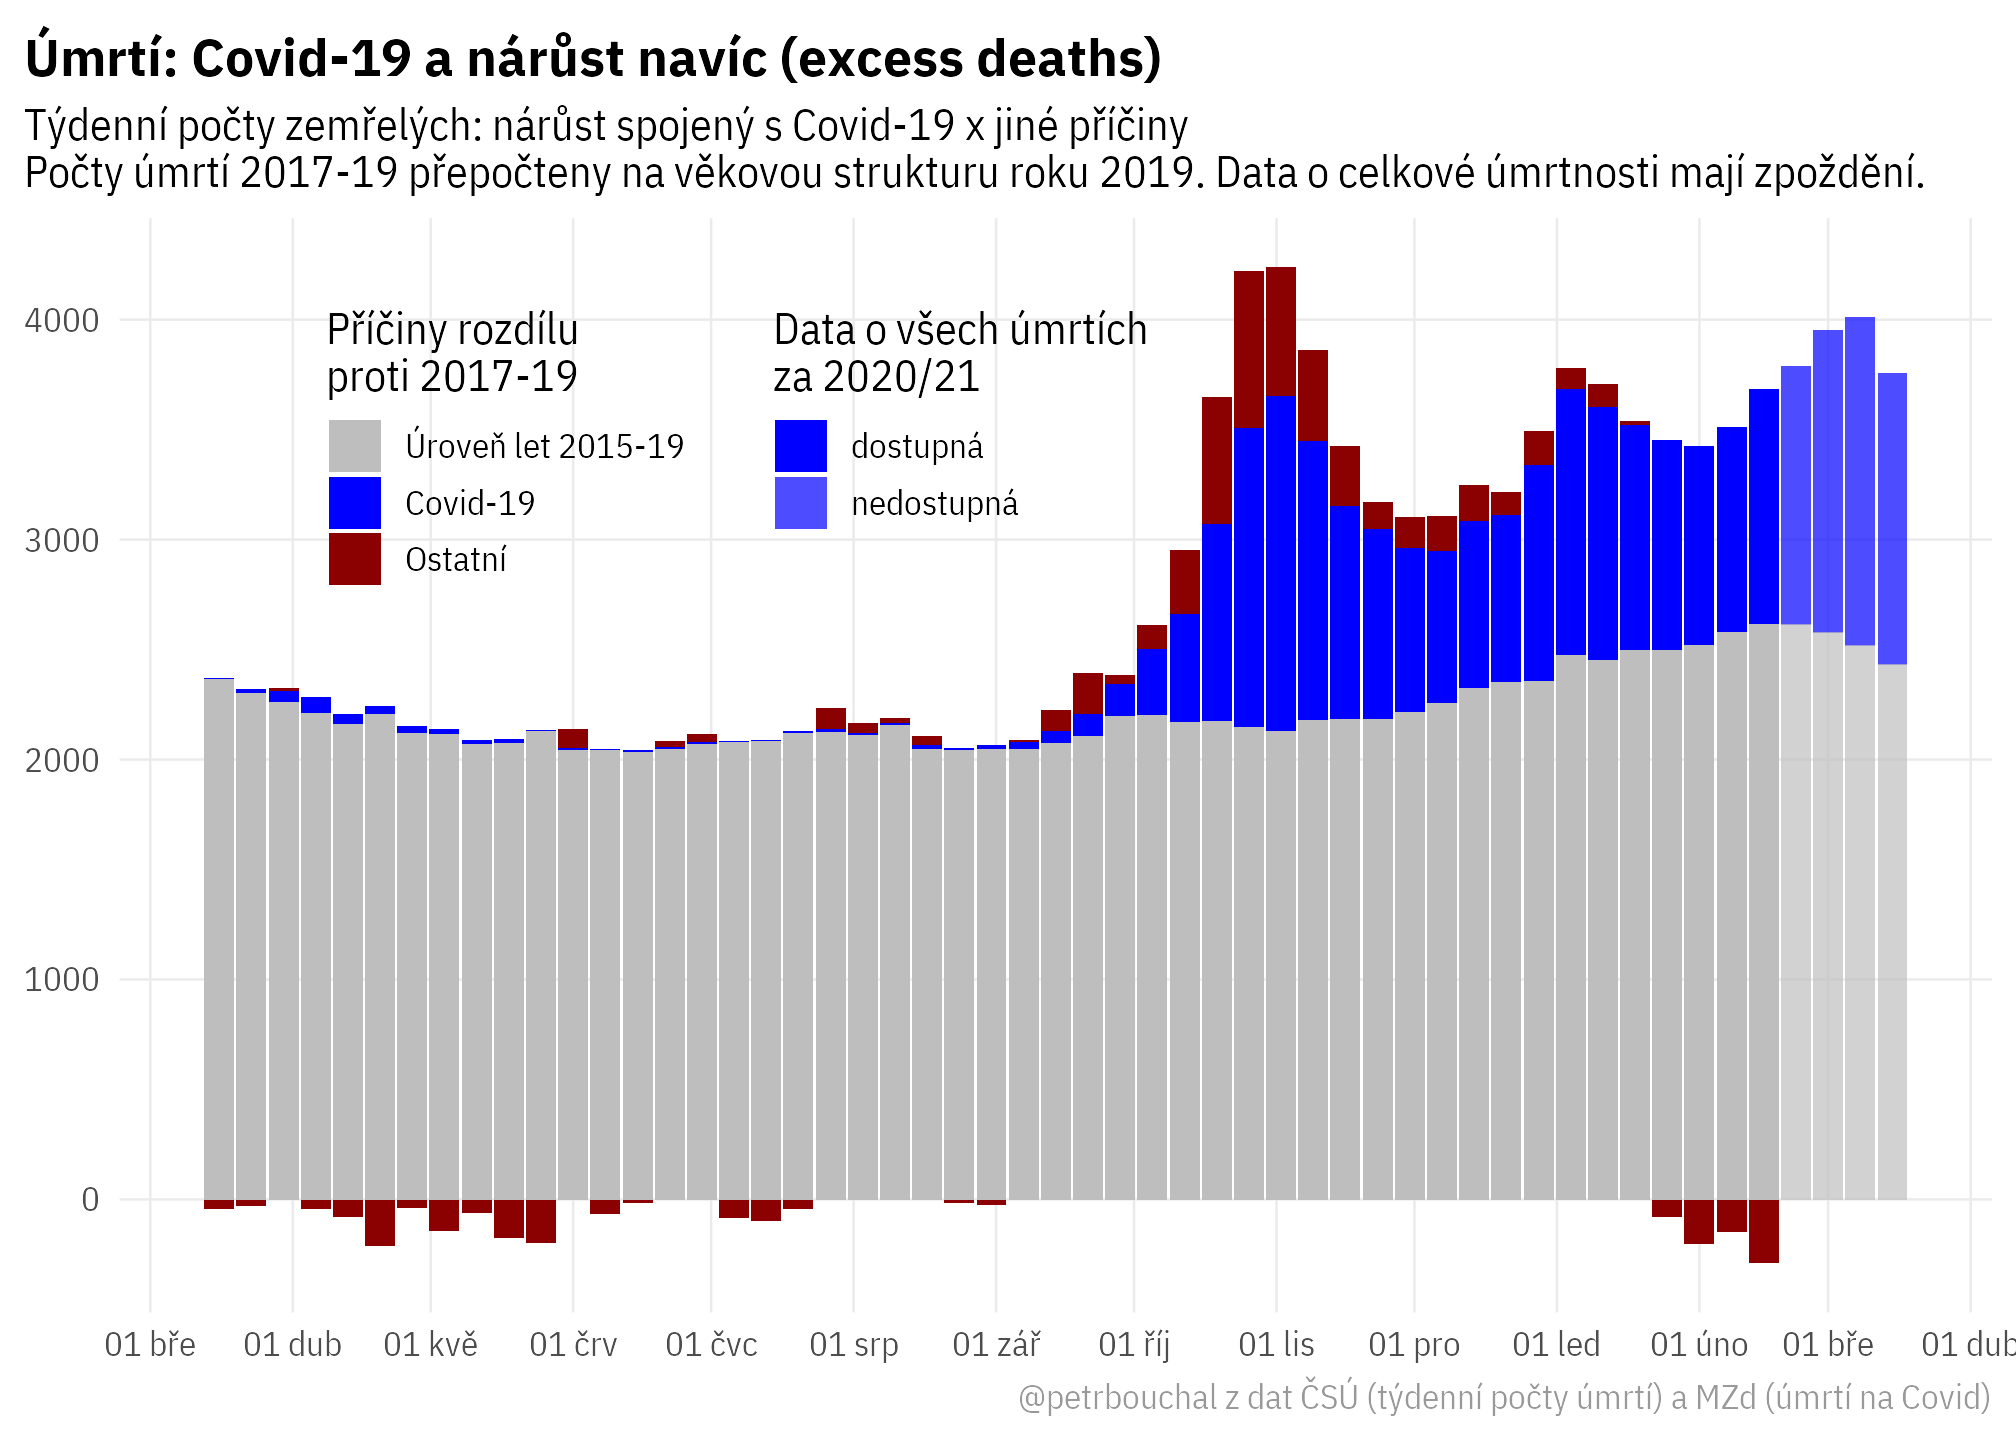 Úmrtí: Covid-19 a nárůst navíc (excess deaths)
Týdenní počty zemřelých: nárůst spojený s Covid-19 x jiné příčiny
Počty úmrtí 2017-19 přepočteny na věkovou strukturu roku 2019. Data o celkové úmrtnosti mají zpoždění.
Příčiny rozdílu
proti 2017-19
Úroveň let 2015-19
Covid-19
Ostatní
Data o všech úmrtích
za 2020/21
dostupná
nedostupná
4000
3000
2000
1000
0
01 bře 01 dub 01 kvě 01 črv 01 čvc 01 srp 01 zář 01 říj 01 lis 01 pro 01 led 01 úno 01 bře 01 dub
@petrbouchal z dat ČSÚ (týdenní počty úmrtí) a MZd (úmrtí na Covid)